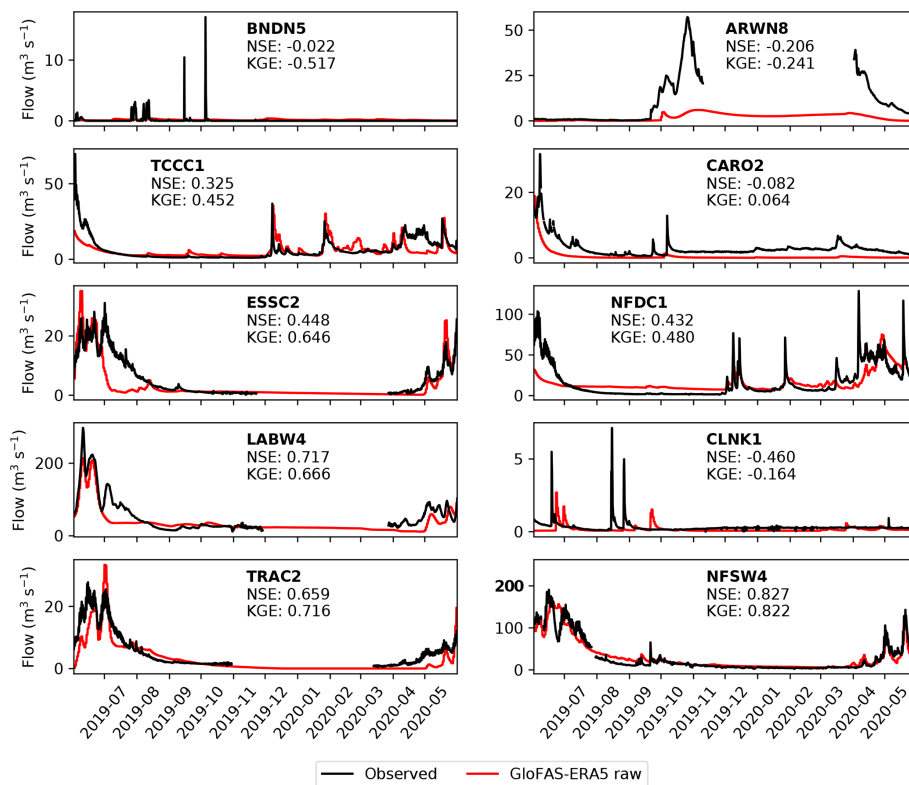 BNDN5
NSE: -0.022
KGE: -0.517
Flow (m³ s⁻¹)
10
0
ARWN8
NSE: -0.206
KGE: -0.241
50
25
0
TCCC1
NSE: 0.325
KGE: 0.452
Flow (m³ s⁻¹)
50
0
CARO2
NSE: -0.082
KGE: 0.064
20
0
ESSC2
NSE: 0.448
KGE: 0.646
Flow (m³ s⁻¹)
20
0
NFDC1
NSE: 0.432
KGE: 0.480
100
50
0
LABW4
NSE: 0.717
KGE: 0.666
Flow (m³ s⁻¹)
200
0
CLNK1
NSE: -0.460
KGE: -0.164
5
0
TRAC2
NSE: 0.659
KGE: 0.716
Flow (m³ s⁻¹)
20
0
NFSW4
NSE: 0.827
KGE: 0.822
200
100
0
2019-07
2019-08
2019-09
2019-10
2019-11
2019-12
2020-01
2020-02
2020-03
2020-04
2020-05
2019-07
2019-08
2019-09
2019-10
2019-11
2019-12
2020-01
2020-02
2020-03
2020-04
2020-05
Observed GloFAS-ERA5 raw